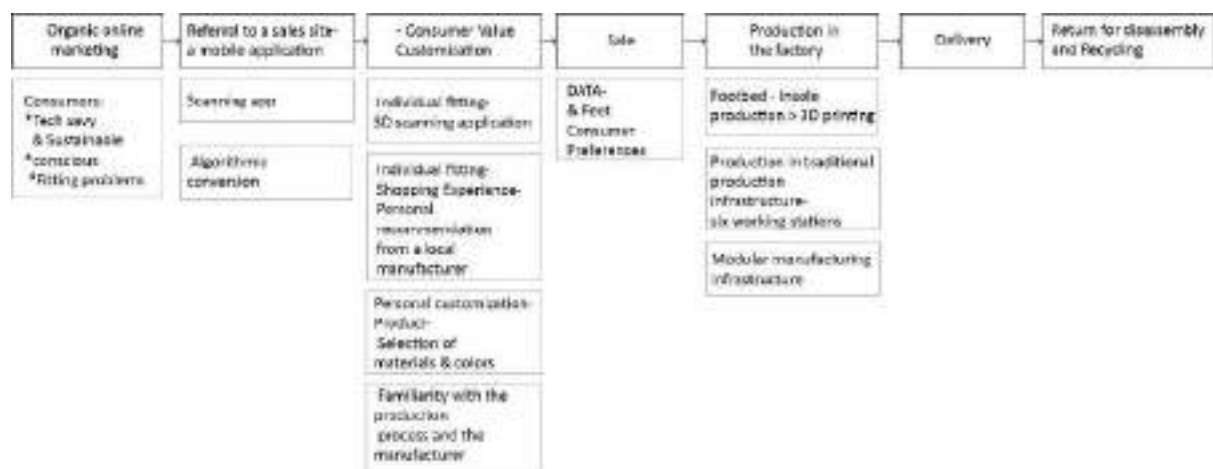 Organic online
marketing
Referral to a sales site-
a mobile application
- Consumer Value
Customization
Sale
Production in
the factory
Delivery
Return for disassembly
and Recycling
Consumers:
*Tech savy
& Sustainable
*conscious
*Fitting problems
Scanning app
Algorithmic
conversion
Individual fitting-
3D scanning application
Individual fitting-
Shopping Experience-
Personal
recommendation
from a local
manufacturer
Personal customization-
Product-
Selection of
materials & colors
Familiarity with the
production
process and the
manufacturer
DATA-
& Feet
Consumer
Preferences
Footbed - Insole
production > 3D printing
Production in traditional
production
infrastructure-
six working stations
Modular manufacturing
infrastructure